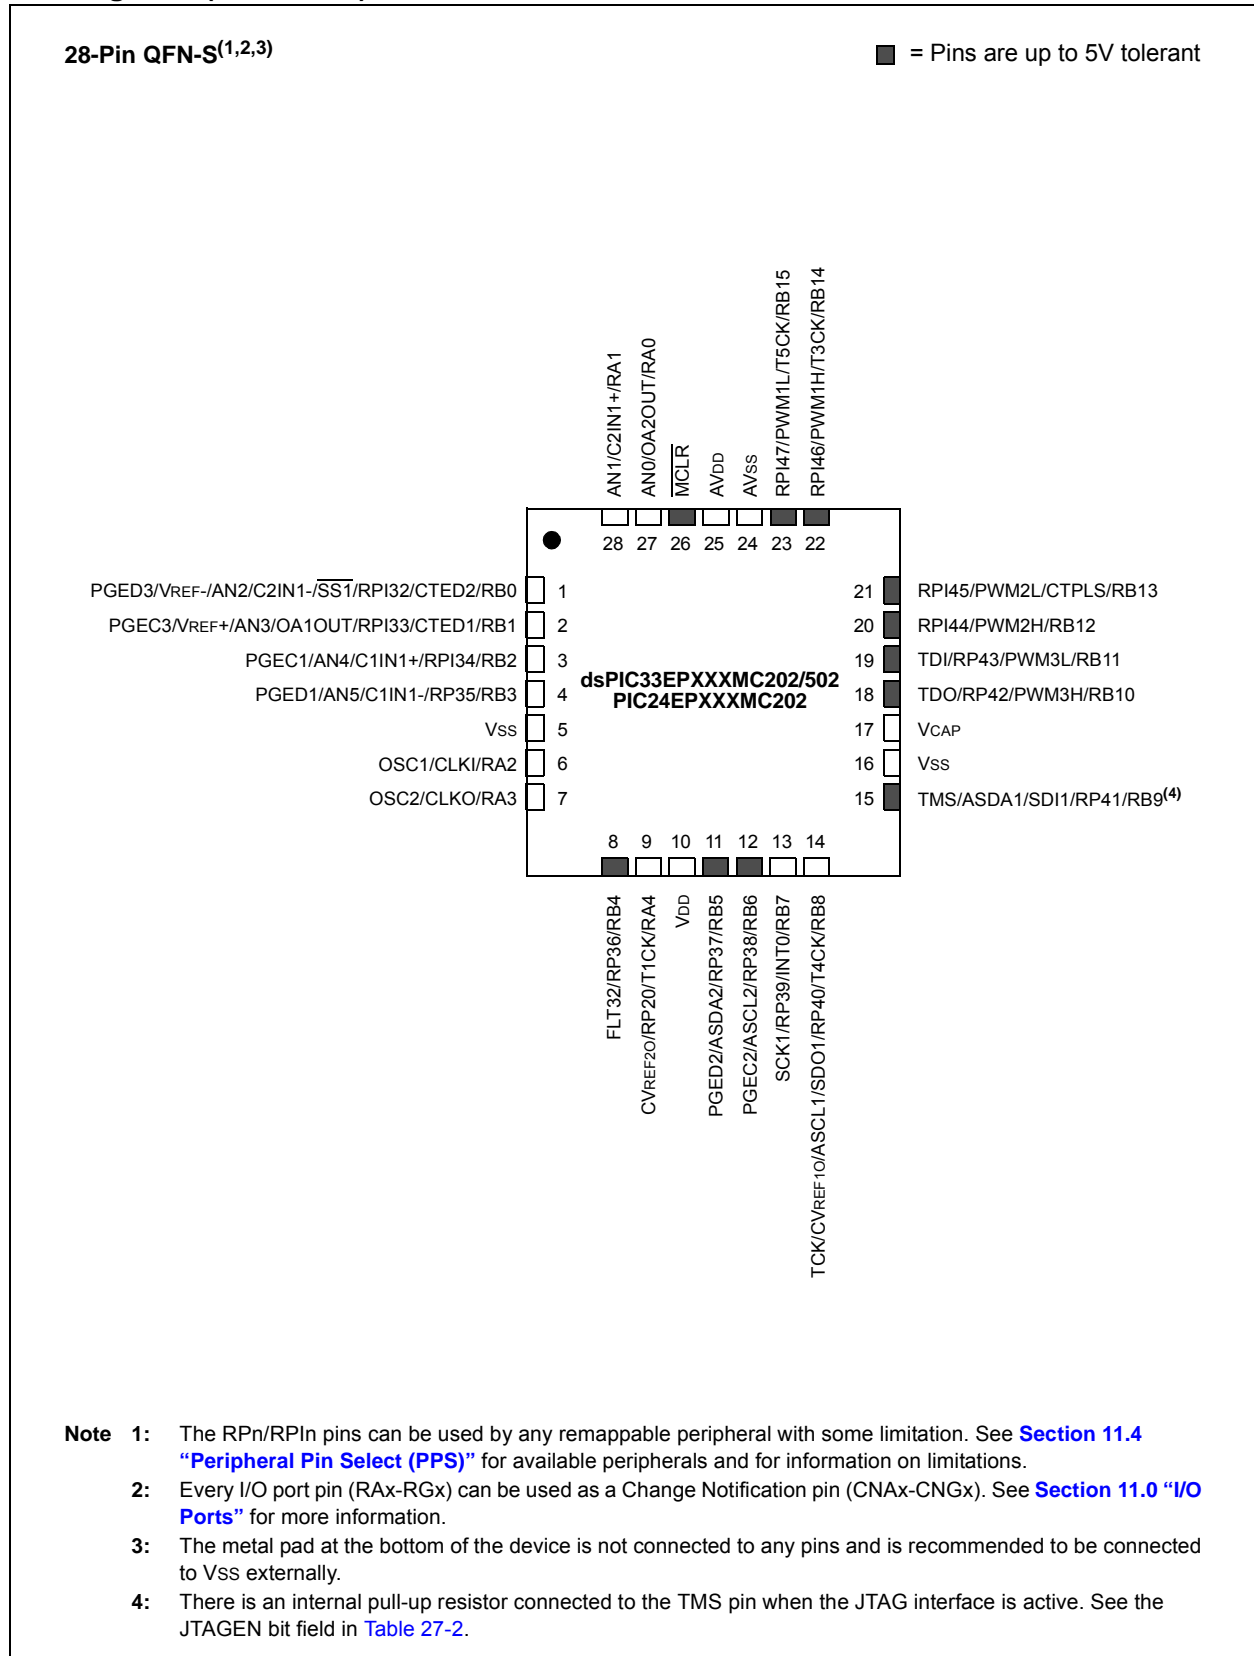 28-Pin QFN-S(1,2,3)
= Pins are up to 5V tolerant
AN1/C2IN1+/RA1
AN0/OA2OUT/RA0
MCLR
AVDD
AVSS
RPI47/PWM1L/T5CK/RB15
RPI46/PWM1H/T3CK/RB14
28 27 26 25 24 23 22
PGED3/VREF-/AN2/C2IN1-/SS1/RPI32/CTED2/RB0 1
PGEC3/VREF+/AN3/OA1OUT/RPI33/CTED1/RB1 2
PGEC1/AN4/C1IN1+/RPI34/RB2 3
PGED1/AN5/C1IN1-/RP35/RB3 4
VSS 5
OSC1/CLKI/RA2 6
OSC2/CLKO/RA3 7
dsPIC33EPXXXMC202/502
PIC24EPXXXMC202
21 RPI45/PWM2L/CTPLS/RB13
20 RPI44/PWM2H/RB12
19 TDI/RP43/PWM3L/RB11
18 TDO/RP42/PWM3H/RB10
17 VCAP
16 VSS
15 TMS/ASDA1/SDI1/RP41/RB9(4)
8 9 10 11 12 13 14
FLT32/RP36/RB4
CVREF2O/RP20/T1CK/RA4
VDD
PGED2/ASDA2/RP37/RB5
PGEC2/ASCL2/RP38/RB6
SCK1/RP39/INT0/RB7
TCK/CVREF1O/ASCL1/SDO1/RP40/T4CK/RB8
Note 1: The RPn/RPIn pins can be used by any remappable peripheral with some limitation. See Section 11.4
“Peripheral Pin Select (PPS)” for available peripherals and for information on limitations.
2: Every I/O port pin (RAx-RGx) can be used as a Change Notification pin (CNAx-CNGx). See Section 11.0 “I/O
Ports” for more information.
3: The metal pad at the bottom of the device is not connected to any pins and is recommended to be connected
to VSS externally.
4: There is an internal pull-up resistor connected to the TMS pin when the JTAG interface is active. See the
JTAGEN bit field in Table 27-2.